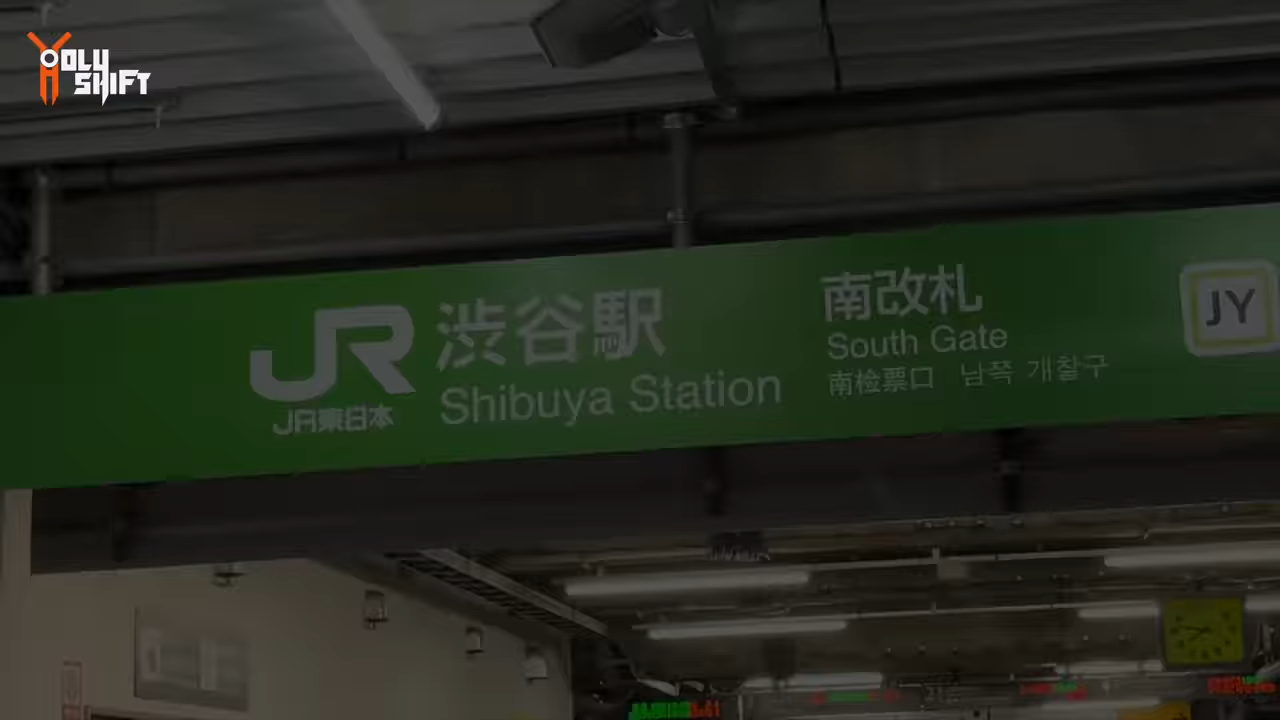 HOLY
SHIFT
JR 渋谷駅
JR東日本
Shibuya Station
南改札
South Gate
南检票口 남쪽 개찰구
JY